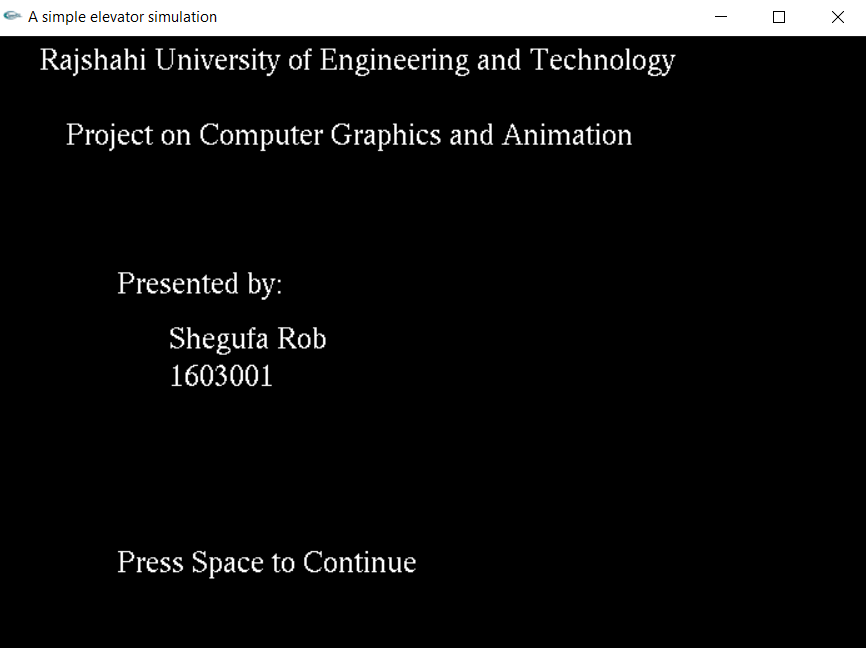 A simple elevator simulation
Rajshahi University of Engineering and Technology
Project on Computer Graphics and Animation
Presented by:
Shegufa Rob
1603001
Press Space to Continue